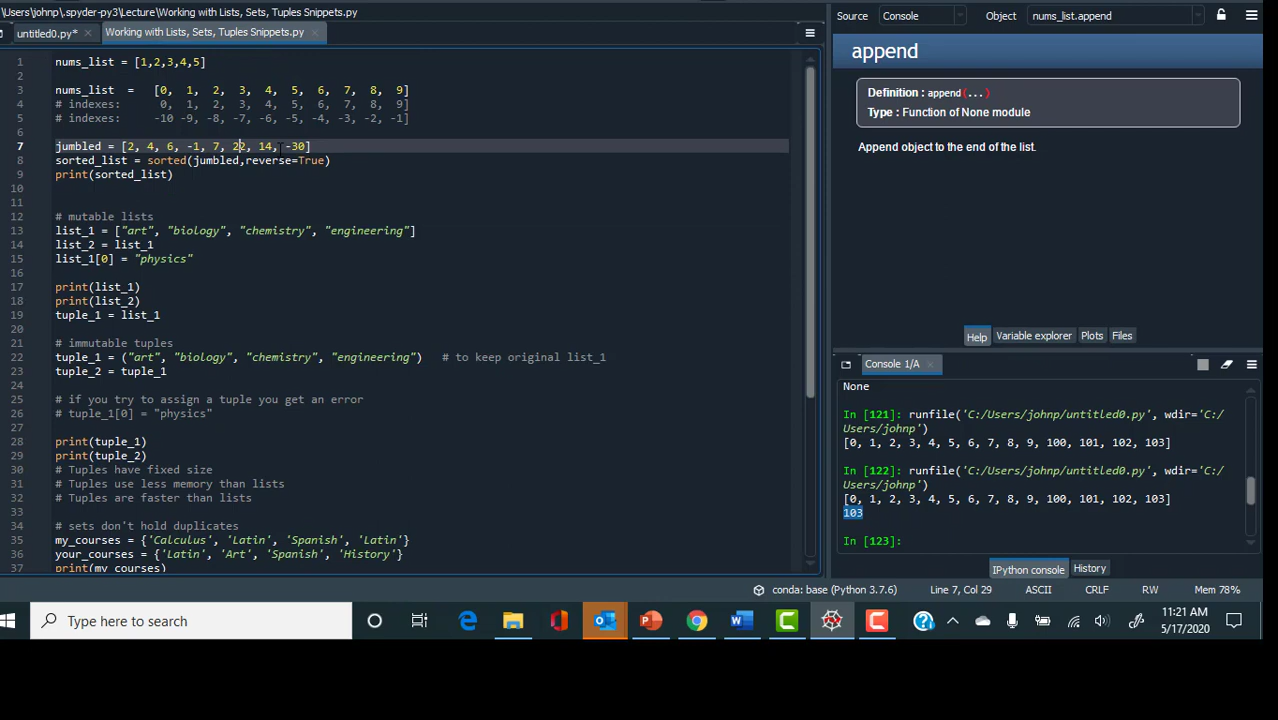 \Users\johnp\.spyder-py3\Lecture\Working with Lists, Sets, Tuples Snippets.py
untitled0.py*
Working with Lists, Sets, Tuples Snippets.py
1 nums_list = [1,2,3,4,5]
2
3 nums_list  =  [0,  1,  2,  3,  4,  5,  6,  7,  8,  9]
4 # indexes:      0,  1,  2,  3,  4,  5,  6,  7,  8,  9]
5 # indexes:    -10 -9, -8, -7, -6, -5, -4, -3, -2, -1]
6
7 jumbled = [2, 4, 6, -1, 7, 22, 14, -30]
8 sorted_list = sorted(jumbled,reverse=True)
9 print(sorted_list)
10
11
12 # mutable lists
13 list_1 = ["art", "biology", "chemistry", "engineering"]
14 list_2 = list_1
15 list_1[0] = "physics"
16
17 print(list_1)
18 print(list_2)
19 tuple_1 = list_1
20
21 # immutable tuples
22 tuple_1 = ("art", "biology", "chemistry", "engineering")   # to keep original list_1
23 tuple_2 = tuple_1
24
25 # if you try to assign a tuple you get an error
26 # tuple_1[0] = "physics"
27
28 print(tuple_1)
29 print(tuple_2)
30 # Tuples have fixed size
31 # Tuples use less memory than lists
32 # Tuples are faster than lists
33
34 # sets don't hold duplicates
35 my_courses = {'Calculus', 'Latin', 'Spanish', 'Latin'}
36 your_courses = {'Latin', 'Art', 'Spanish', 'History'}
37 print(my_courses)
Source Console Object nums_list.append
append
Definition : append(...)
Type : Function of None module
Append object to the end of the list.
Help Variable explorer Plots Files
Console 1/A
None
In [121]: runfile('C:/Users/johnp/untitled0.py', wdir='C:/
Users/johnp')
[0, 1, 2, 3, 4, 5, 6, 7, 8, 9, 100, 101, 102, 103]
In [122]: runfile('C:/Users/johnp/untitled0.py', wdir='C:/
Users/johnp')
[0, 1, 2, 3, 4, 5, 6, 7, 8, 9, 100, 101, 102, 103]
103
In [123]:
IPython console History
conda: base (Python 3.7.6) Line 7, Col 29 ASCII CRLF RW Mem 78%
Type here to search
11:21 AM
5/17/2020